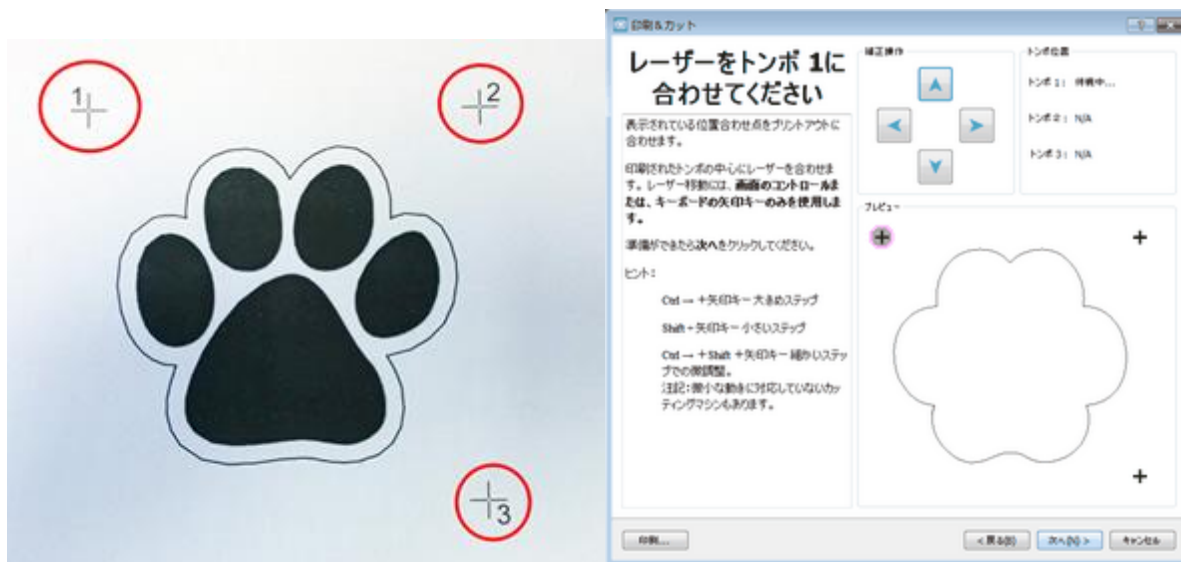 1
2
3
印刷&カット
レーザーをトンボ 1に
合わせてください
表示されている位置合わせ点をプリントアウトに
合わせます。
印刷されたトンボの中心にレーザーを合わせま
す。レーザー移動には、画面のコントロールま
たは、キーボードの矢印キーのみを使用しま
す。
準備ができたら次へをクリックしてください。
ヒント:
Ctrl → +矢印キー 大きめステップ
Shift + 矢印キー 小さいステップ
Ctrl → +Shift +矢印キー 細かいステッ
プでの微調整。
注記:微小な動きに対応していないカッ
ティングマシンもあります。
補正操作
トンボ位置
トンボ 1: 待機中...
トンボ 2: N/A
トンボ 3: N/A
プレビュー
印刷...
< 戻る(B)
次へ(N) >
キャンセル